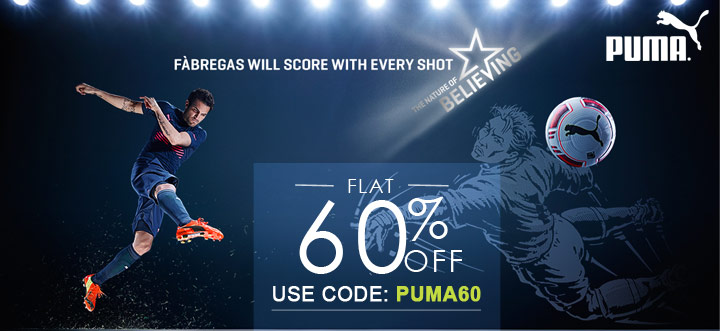 PUMA®
FÀBREGAS WILL SCORE WITH EVERY SHOT
THE NATURE OF
BELIEVING
FLAT
60% OFF
USE CODE: PUMA60